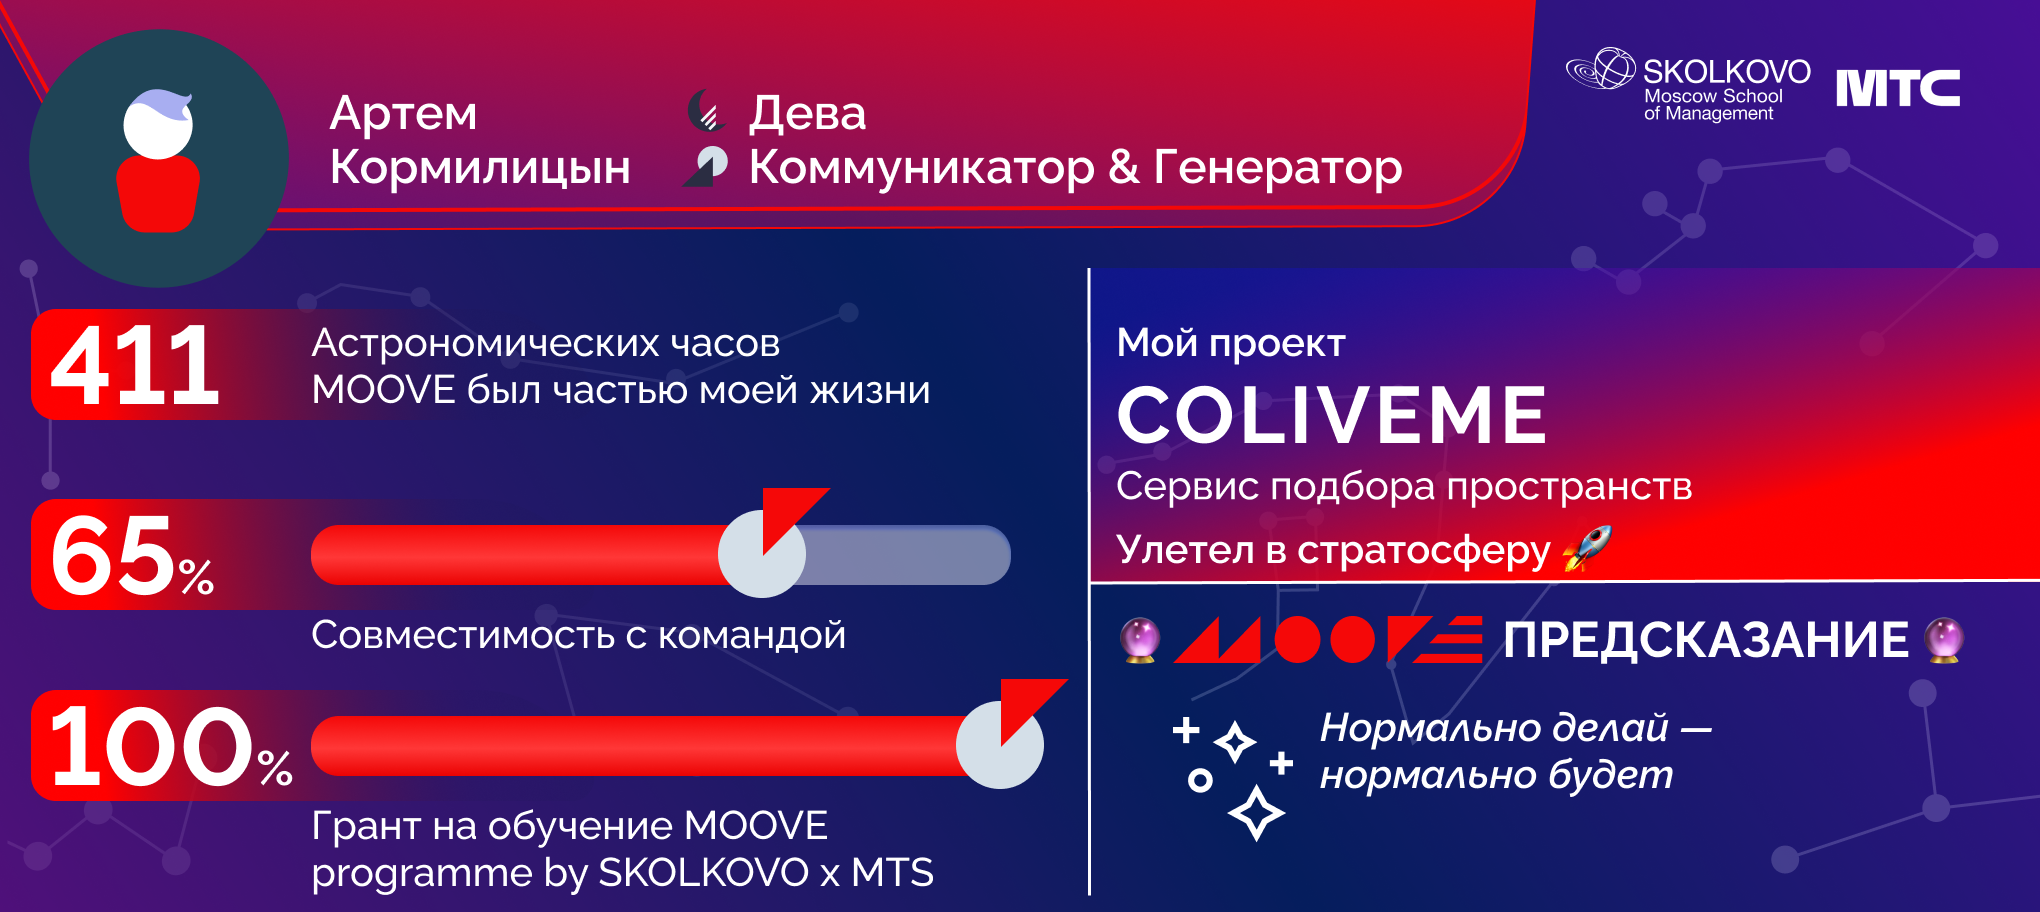 Артем
Кормилицын
Дева
Коммуникатор & Генератор
SKOLKOVO
Moscow School
of Management
МТС
411
Астрономических часов
MOOVE был частью моей жизни
65%
Совместимость с командой
100%
Грант на обучение MOOVE
programme by SKOLKOVO x MTS
Мой проект
COLIVEME
Сервис подбора пространств
Улетел в стратосферу 🚀
🔮 MOOVE ПРЕДСКАЗАНИЕ 🔮
Нормально делай —
нормально будет